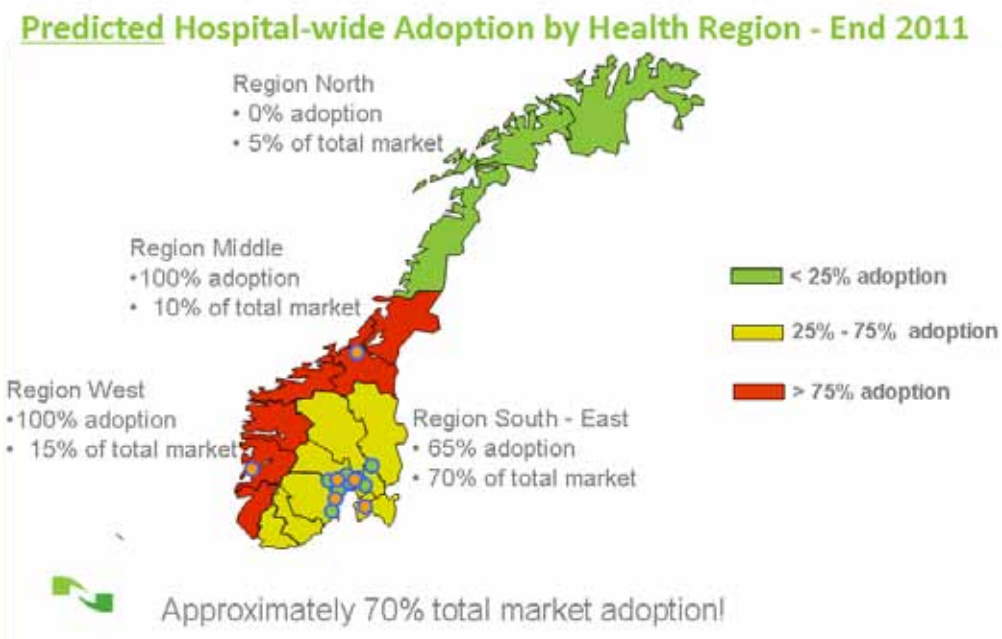 Predicted Hospital-wide Adoption by Health Region - End 2011
Region North
• 0% adoption
• 5% of total market
Region Middle
•100% adoption
• 10% of total market
< 25% adoption
25% - 75% adoption
> 75% adoption
Region West
•100% adoption
• 15% of total market
Region South - East
• 65% adoption
• 70% of total market
Approximately 70% total market adoption!